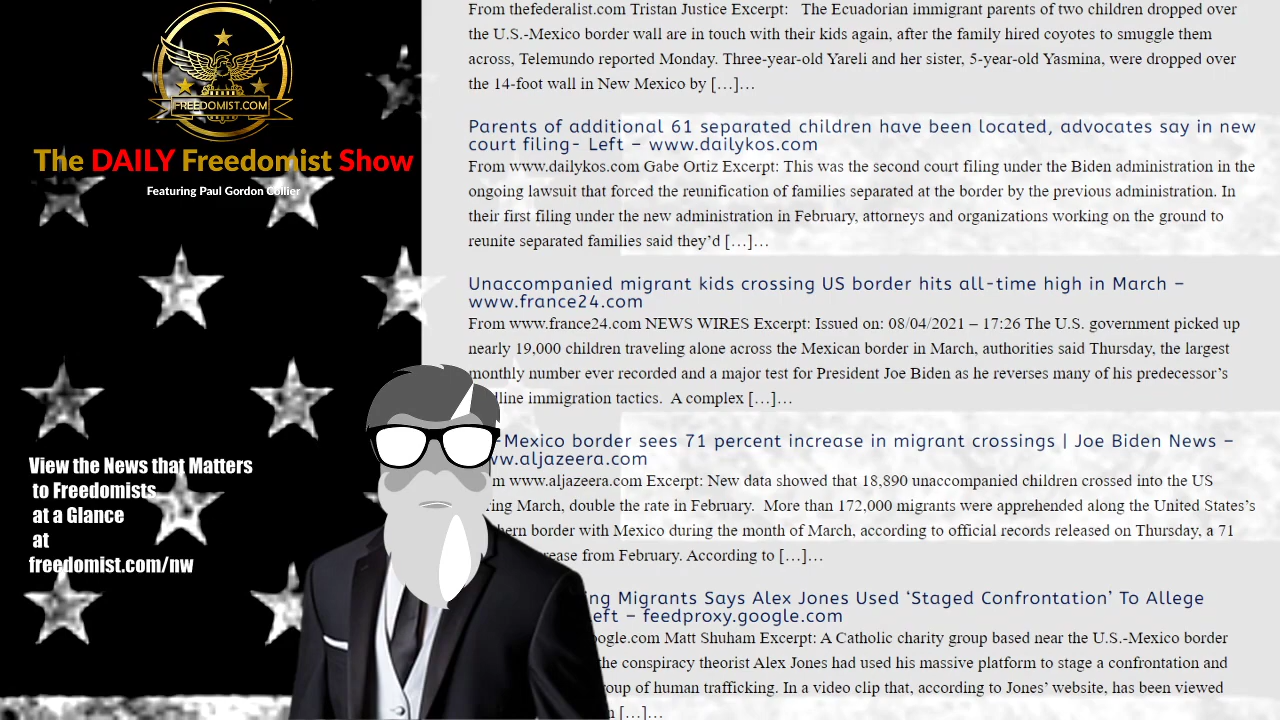 FREEDOMIST.COM
The DAILY Freedomist Show
Featuring Paul Gordon Collier
View the News that Matters
to Freedomists
at a Glance
at
freedomist.com/nw
From thefederalist.com Tristan Justice Excerpt: The Ecuadorian immigrant parents of two children dropped over
the U.S.-Mexico border wall are in touch with their kids again, after the family hired coyotes to smuggle them
across, Telemundo reported Monday. Three-year-old Yareli and her sister, 5-year-old Yasmina, were dropped over
the 14-foot wall in New Mexico by […]…
Parents of additional 61 separated children have been located, advocates say in new
court filing- Left – www.dailykos.com
From www.dailykos.com Gabe Ortiz Excerpt: This was the second court filing under the Biden administration in the
ongoing lawsuit that forced the reunification of families separated at the border by the previous administration. In
their first filing under the new administration in February, attorneys and organizations working on the ground to
reunite separated families said they’d […]…
Unaccompanied migrant kids crossing US border hits all-time high in March –
www.france24.com
From www.france24.com NEWS WIRES Excerpt: Issued on: 08/04/2021 – 17:26 The U.S. government picked up
nearly 19,000 children traveling alone across the Mexican border in March, authorities said Thursday, the largest
monthly number ever recorded and a major test for President Joe Biden as he reverses many of his predecessor’s
line immigration tactics. A complex […]…
-Mexico border sees 71 percent increase in migrant crossings | Joe Biden News –
w.aljazeera.com
m www.aljazeera.com Excerpt: New data showed that 18,890 unaccompanied children crossed into the US
ring March, double the rate in February. More than 172,000 migrants were apprehended along the United States’s
hern border with Mexico during the month of March, according to official records released on Thursday, a 71
rease from February. According to […]…
ng Migrants Says Alex Jones Used ‘Staged Confrontation’ To Allege
eft – feedproxy.google.com
oogle.com Matt Shuham Excerpt: A Catholic charity group based near the U.S.-Mexico border
the conspiracy theorist Alex Jones had used his massive platform to stage a confrontation and
roup of human trafficking. In a video clip that, according to Jones’ website, has been viewed
[…]…